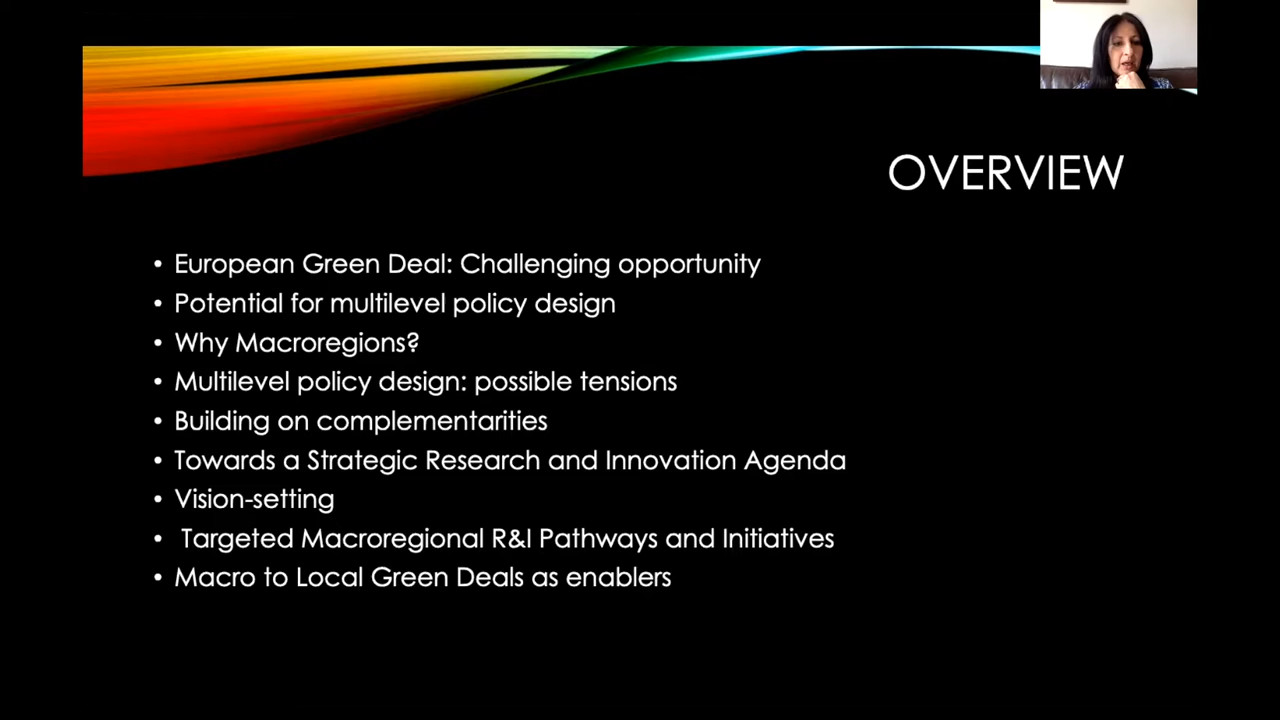 OVERVIEW
• European Green Deal: Challenging opportunity
• Potential for multilevel policy design
• Why Macroregions?
• Multilevel policy design: possible tensions
• Building on complementarities
• Towards a Strategic Research and Innovation Agenda
• Vision-setting
• Targeted Macroregional R&I Pathways and Initiatives
• Macro to Local Green Deals as enablers